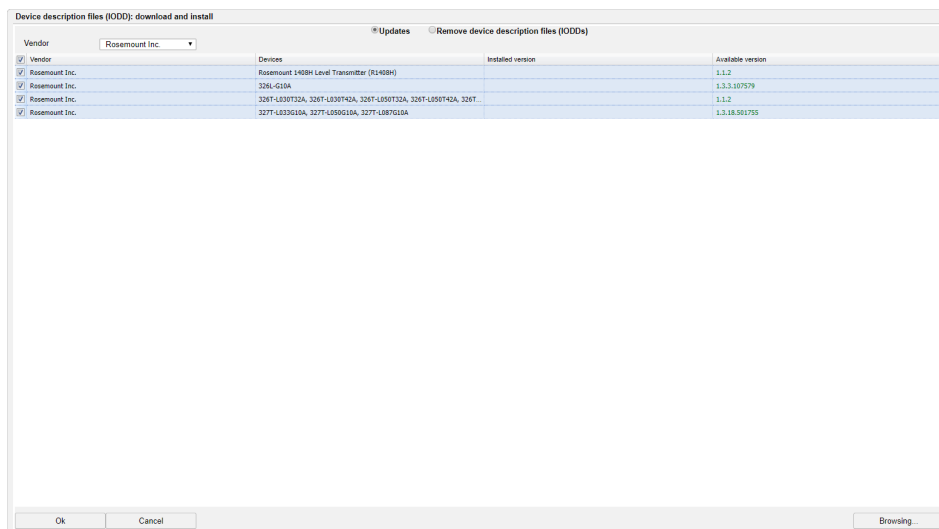 Device description files (IODD): download and install
Updates Remove device description files (IODDs)
Vendor Rosemount Inc.
Vendor Devices Installed version Available version
Rosemount Inc. Rosemount 1408H Level Transmitter (R1408H) 1.1.2
Rosemount Inc. 326L-G10A 1.3.3.107579
Rosemount Inc. 326T-L030T32A, 326T-L030T42A, 326T-L050T32A, 326T-L050T42A, 326T... 1.1.2
Rosemount Inc. 327T-L033G10A, 327T-L050G10A, 327T-L087G10A 1.3.18.501755
Ok Cancel Browsing...